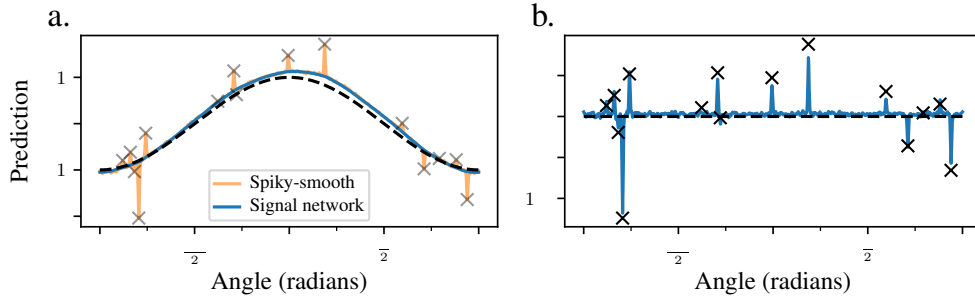 a.
Prediction
1
1
Spiky-smooth
Signal network
2
2
Angle (radians)
b.
1
2
2
Angle (radians)